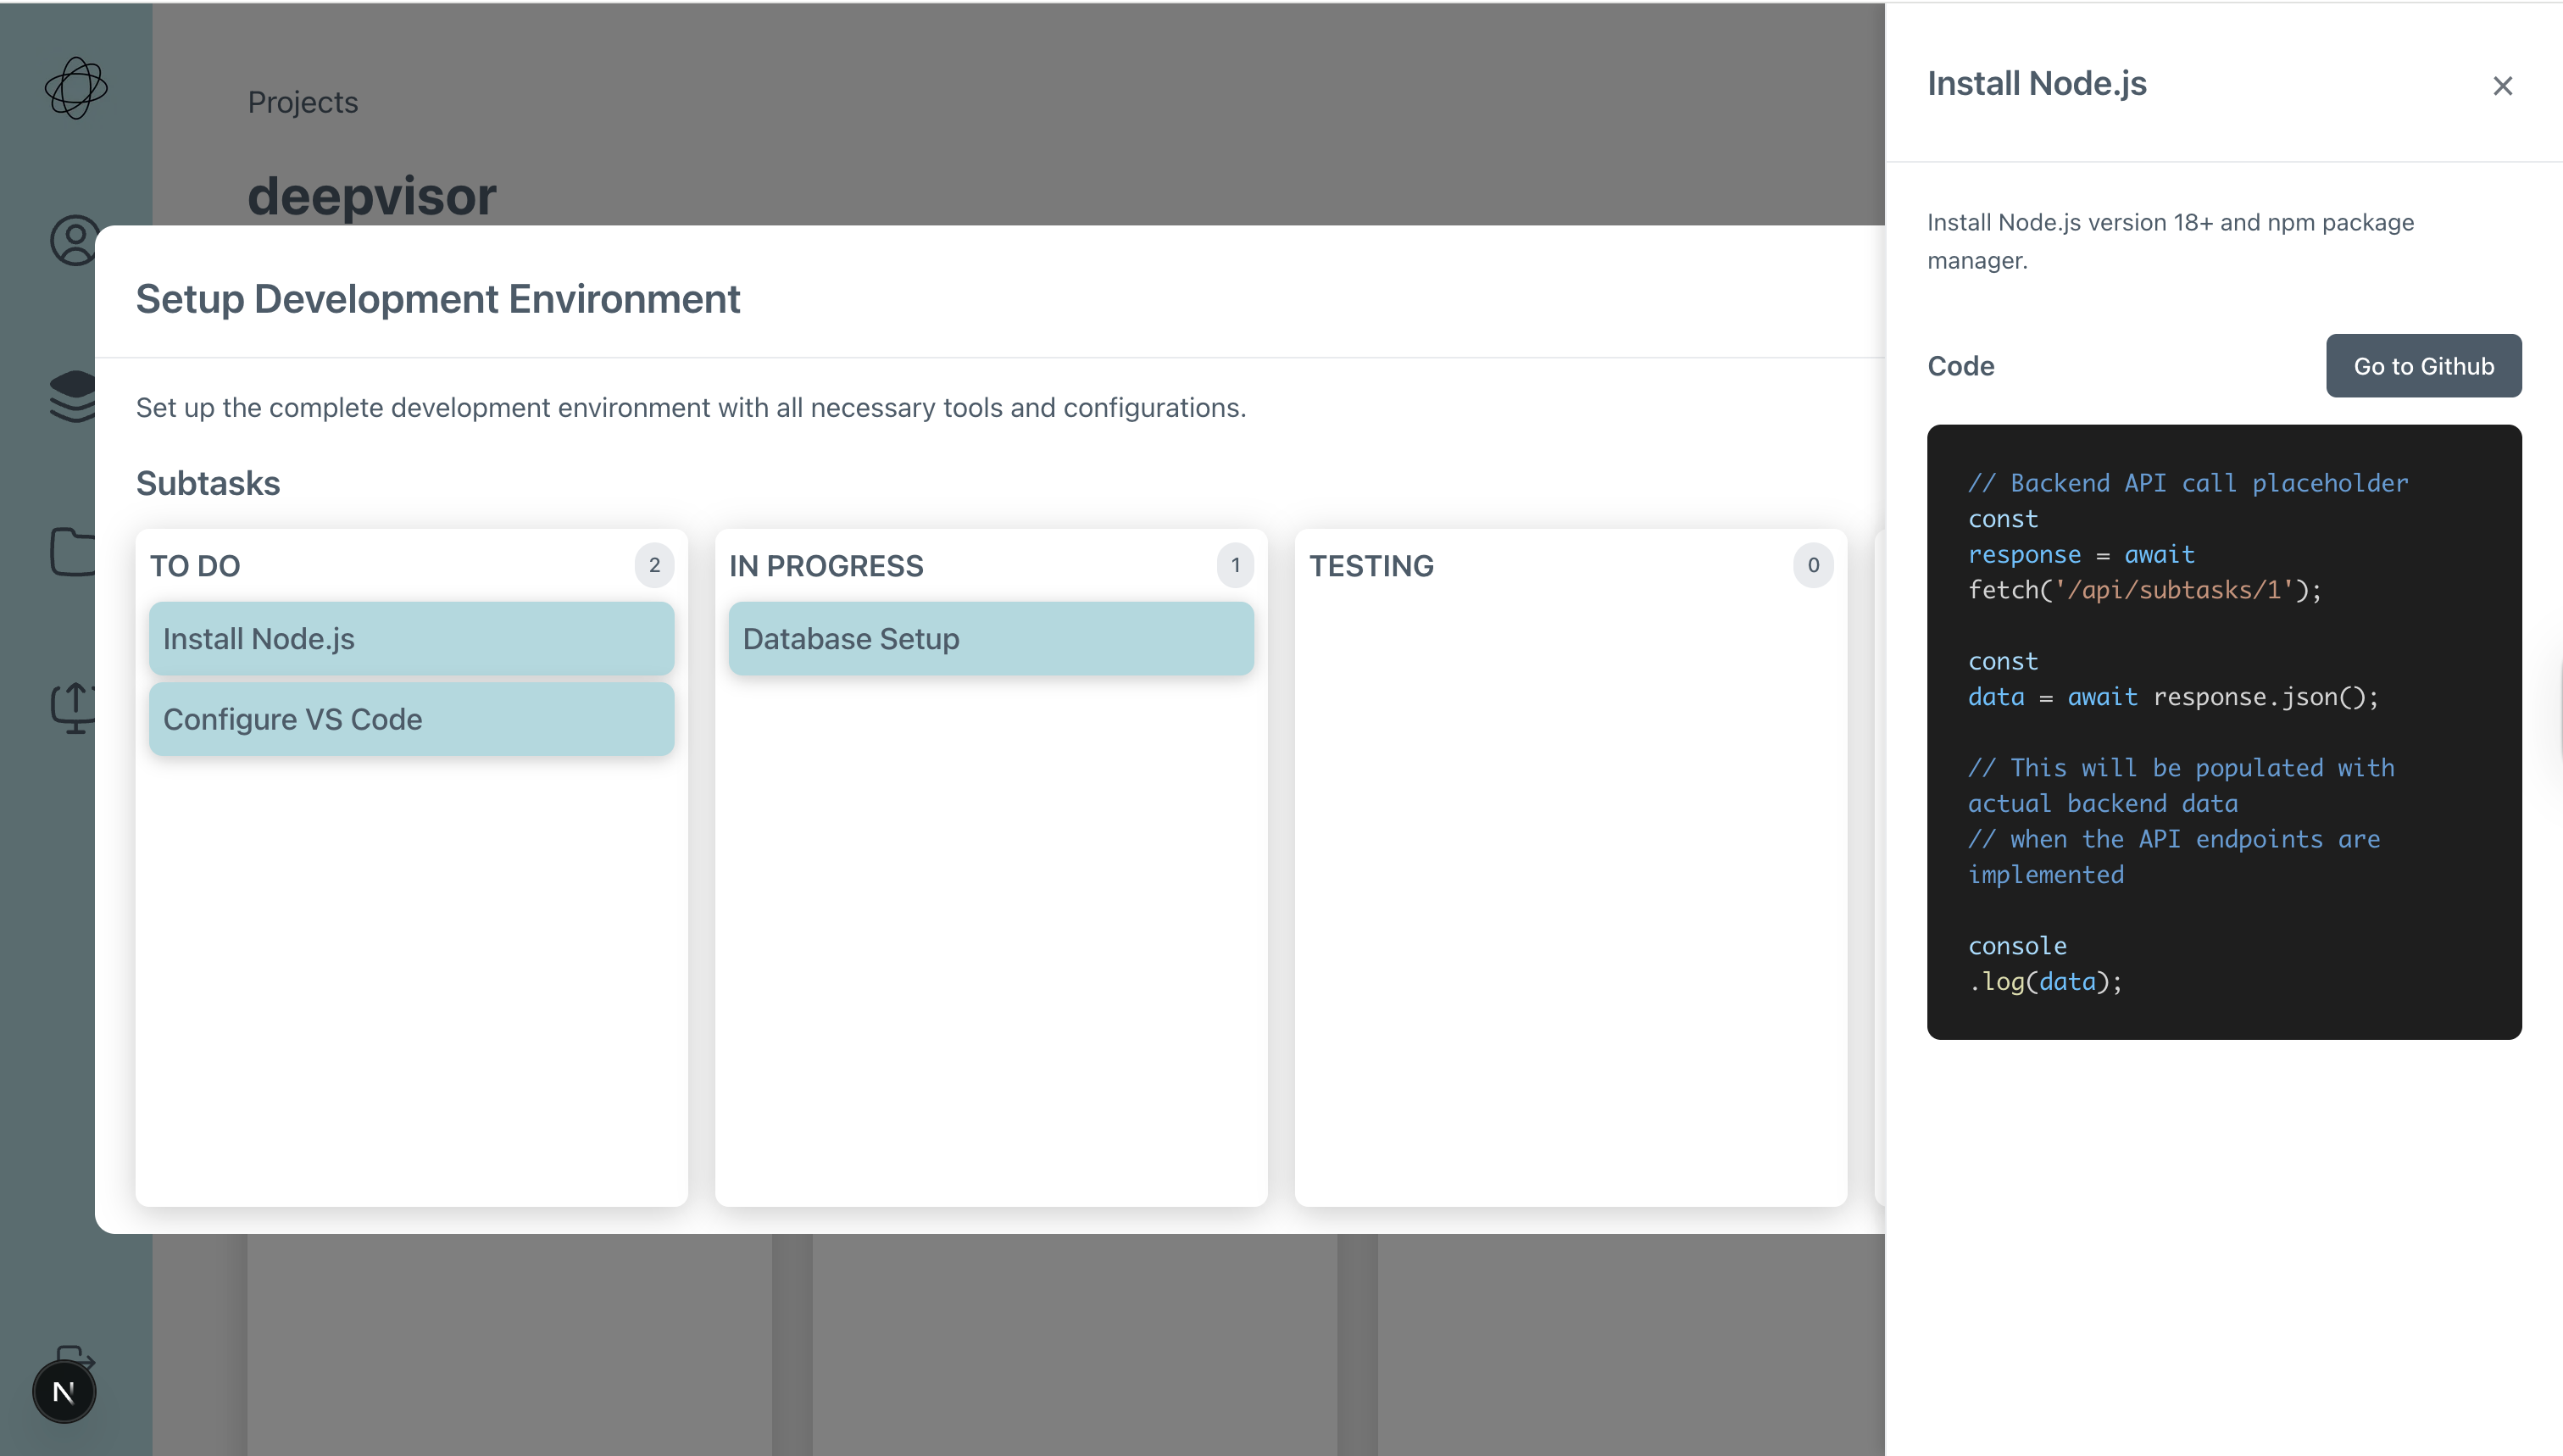 Projects
deepvisor
Setup Development Environment
Set up the complete development environment with all necessary tools and configurations.
Subtasks
TO DO
2
Install Node.js
Configure VS Code
IN PROGRESS
1
Database Setup
TESTING
0
N
Install Node.js
Install Node.js version 18+ and npm package
manager.
Code
Go to Github
// Backend API call placeholder
const
response = await
fetch('/api/subtasks/1');
const
data = await response.json();
// This will be populated with
actual backend data
// when the API endpoints are
implemented
console
.log(data);